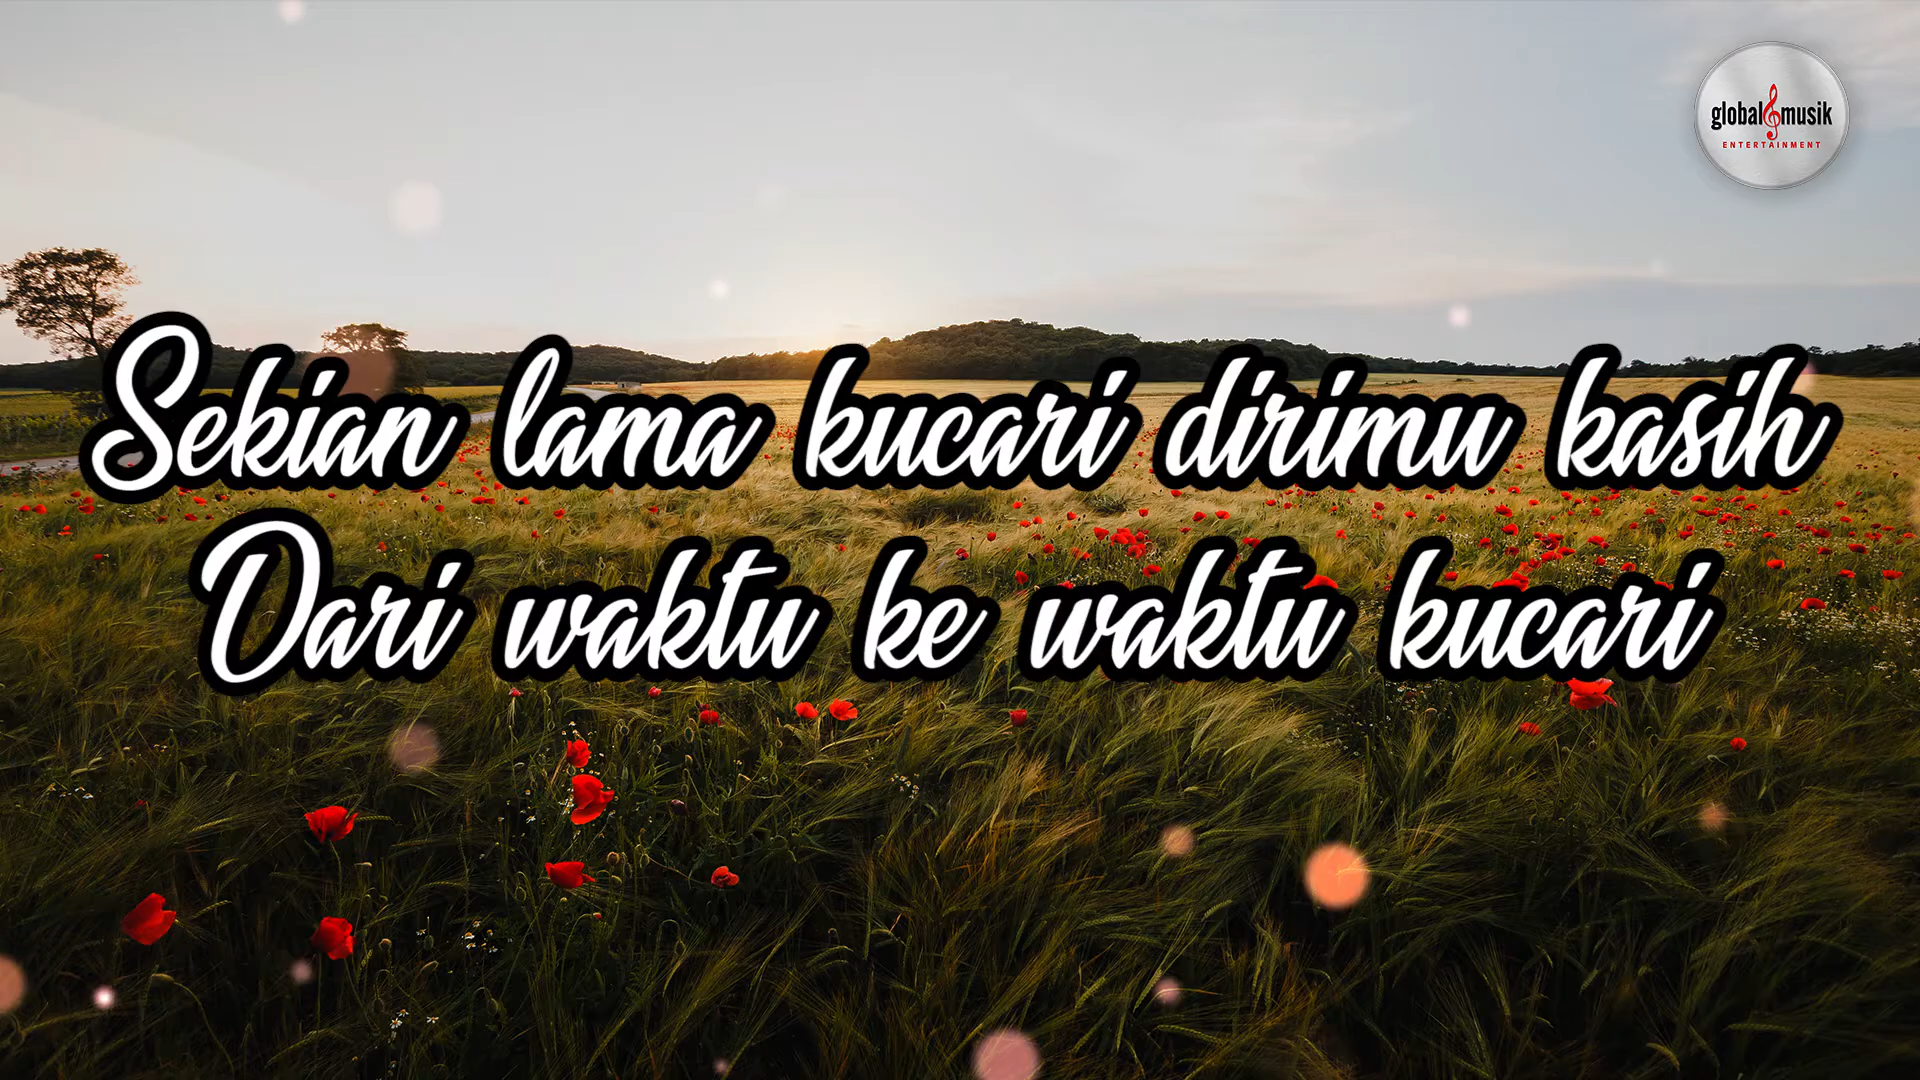 global musik
ENTERTAINMENT
Sekian lama kucari dirimu kasih
Dari waktu ke waktu kucari